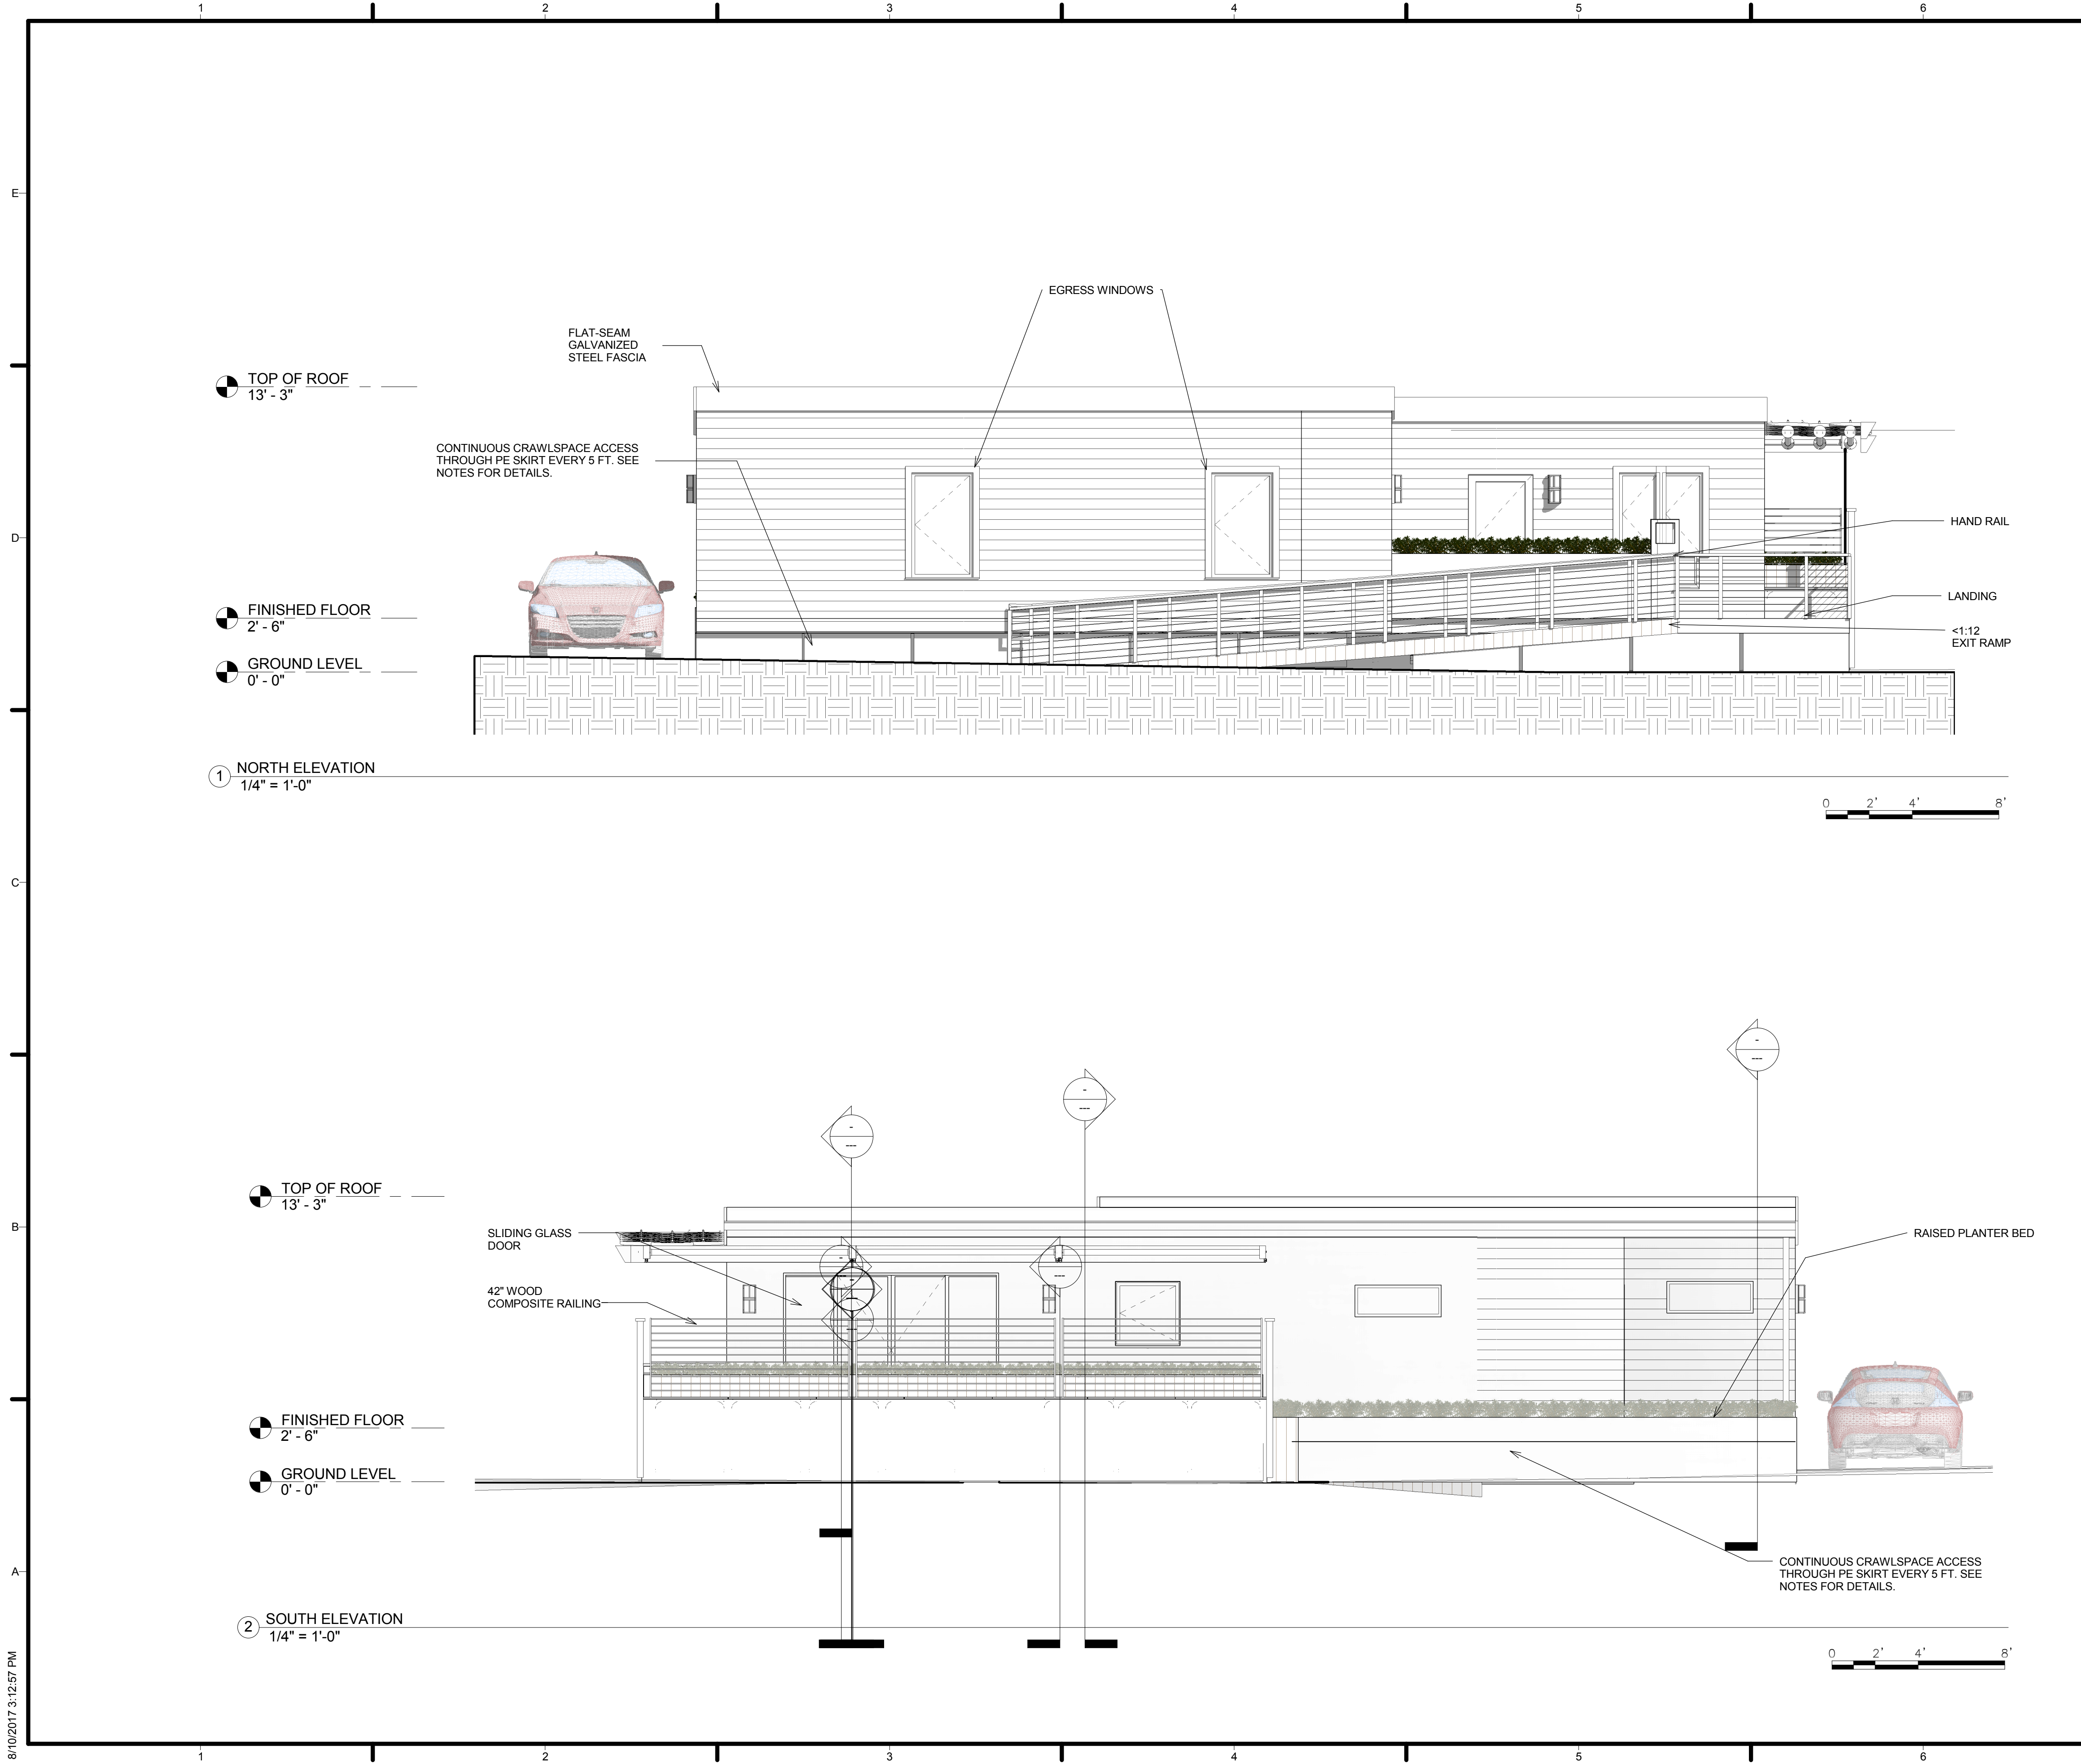 1 2 3 4 5 6
E
EGRESS WINDOWS
FLAT-SEAM
GALVANIZED
STEEL FASCIA
TOP OF ROOF
13' - 3"
CONTINUOUS CRAWLSPACE ACCESS
THROUGH PE SKIRT EVERY 5 FT. SEE
NOTES FOR DETAILS.
HAND RAIL
D
LANDING
FINISHED FLOOR
2' - 6"
<1:12
EXIT RAMP
GROUND LEVEL
0' - 0"
1 NORTH ELEVATION
1/4" = 1'-0"
0 2' 4' 8'
C
-
---
-
---
-
---
TOP OF ROOF
13' - 3"
B
SLIDING GLASS
DOOR
RAISED PLANTER BED
42" WOOD
COMPOSITE RAILING
FINISHED FLOOR
2' - 6"
GROUND LEVEL
0' - 0"
A
CONTINUOUS CRAWLSPACE ACCESS
THROUGH PE SKIRT EVERY 5 FT. SEE
NOTES FOR DETAILS.
2 SOUTH ELEVATION
1/4" = 1'-0"
0 2' 4' 8'
8/10/2017 3:12:57 PM
1 2 3 4 5 6